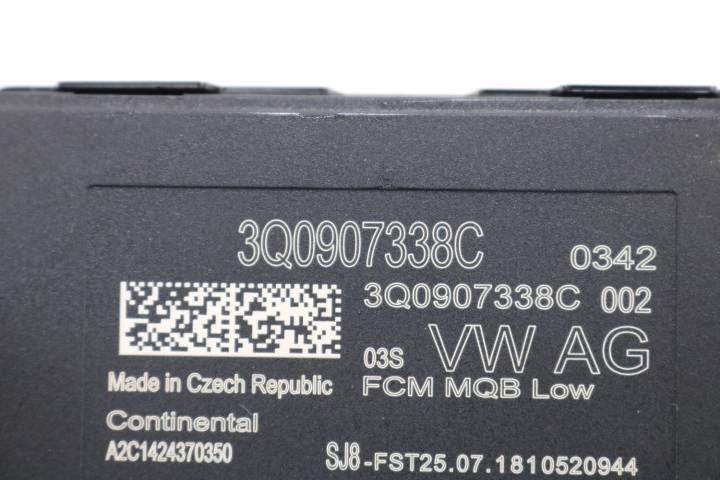 3Q0907338C 0342
3Q0907338C 002
03S VW AG
Made in Czech Republic FCM MQB Low
Continental
A2C1424370350 SJ8-FST25.07.1810520944